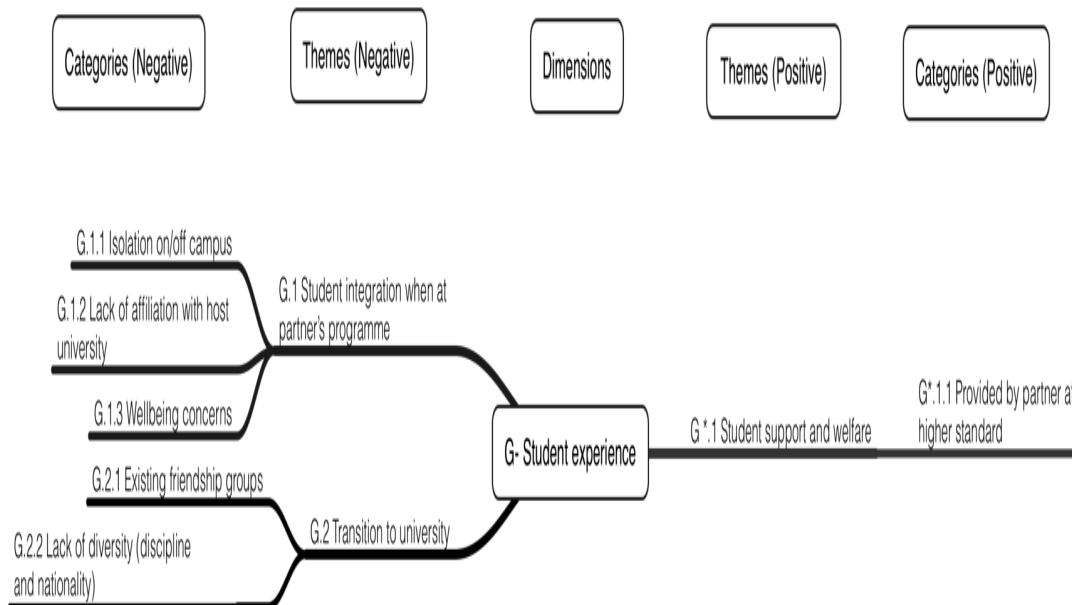 Categories (Negative)
Themes (Negative)
Dimensions
Themes (Positive)
Categories (Positive)
G.1.1 Isolation on/off campus
G.1.2 Lack of affiliation with host
university
G.1.3 Wellbeing concerns
G.2.1 Existing friendship groups
G.2.2 Lack of diversity (discipline
and nationality)
G.1 Student integration when at
partner's programme
G.2 Transition to university
G- Student experience
G *.1 Student support and welfare
G*.1.1 Provided by partner at
higher standard